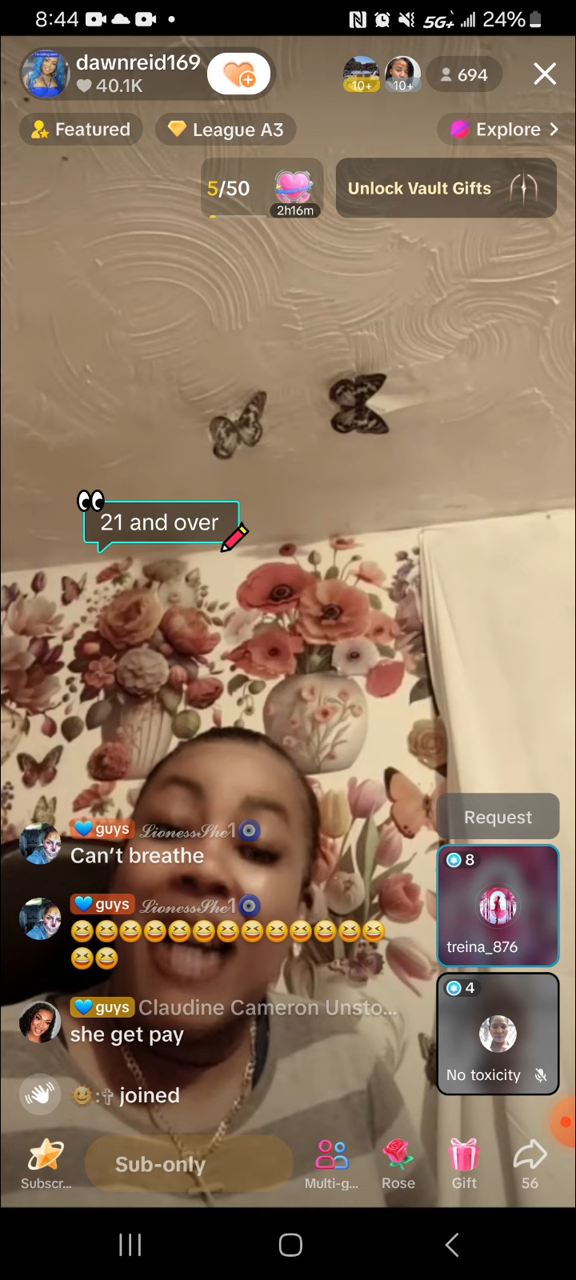 8:44
5G+ 24%
dawnreid169
40.1K
10+ 10+ 694
Featured
League A3
Explore >
5/50
2h16m
Unlock Vault Gifts
21 and over
guys LionessShe1
Can't breathe
guys LionessShe1
guys Claudine Cameron Unsto...
she get pay
joined
Request
8
treina_876
4
No toxicity
Subscr...
Sub-only
Multi-g...
Rose
Gift
56